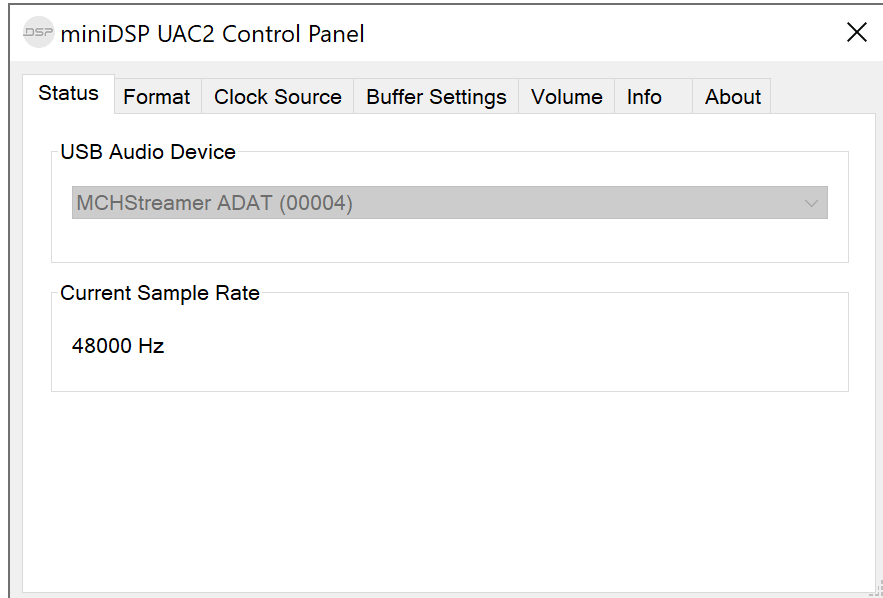 DSP miniDSP UAC2 Control Panel
Status Format Clock Source Buffer Settings Volume Info About
USB Audio Device
MCHStreamer ADAT (00004)
Current Sample Rate
48000 Hz